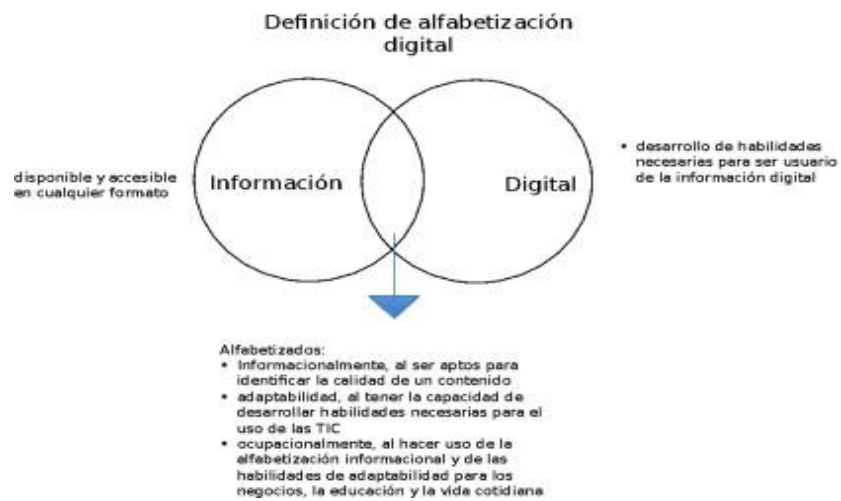 Definición de alfabetización
digital
disponible y accesible
en cualquier formato
Información
Digital
• desarrollo de habilidades
necesarias para ser usuario
de la información digital
Alfabetizados:
• Informacionalmente, al ser aptos para
identificar la calidad de un contenido
• adaptabilidad, al tener la capacidad de
desarrollar habilidades necesarias para el
uso de las TIC
• ocupacionalmente, al hacer uso de la
alfabetización informacional y de las
habilidades de adaptabilidad para los
negocios, la educación y la vida cotidiana